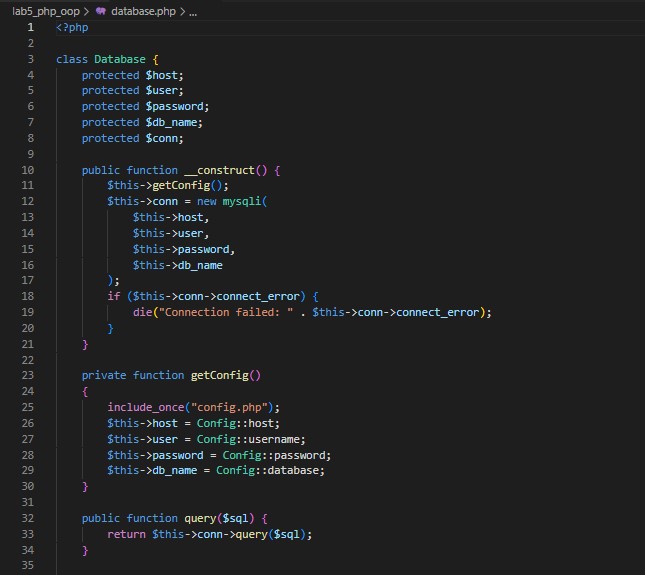 lab5_php_oop > database.php > ...
1 <?php
2
3 class Database {
4     protected $host;
5     protected $user;
6     protected $password;
7     protected $db_name;
8     protected $conn;
9
10     public function __construct() {
11         $this->getConfig();
12         $this->conn = new mysqli(
13             $this->host,
14             $this->user,
15             $this->password,
16             $this->db_name
17         );
18         if ($this->conn->connect_error) {
19             die("Connection failed: " . $this->conn->connect_error);
20         }
21     }
22
23     private function getConfig()
24     {
25         include_once("config.php");
26         $this->host = Config::host;
27         $this->user = Config::username;
28         $this->password = Config::password;
29         $this->db_name = Config::database;
30     }
31
32     public function query($sql) {
33         return $this->conn->query($sql);
34     }
35